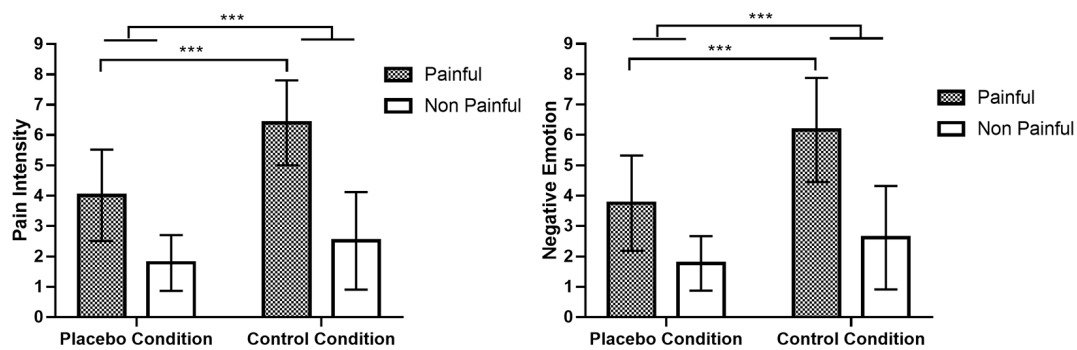 ***
***
9
8
7
6
5
4
3
2
1
0
Pain Intensity
Placebo Condition
Control Condition
Painful
Non Painful
***
***
9
8
7
6
5
4
3
2
1
0
Negative Emotion
Placebo Condition
Control Condition
Painful
Non Painful